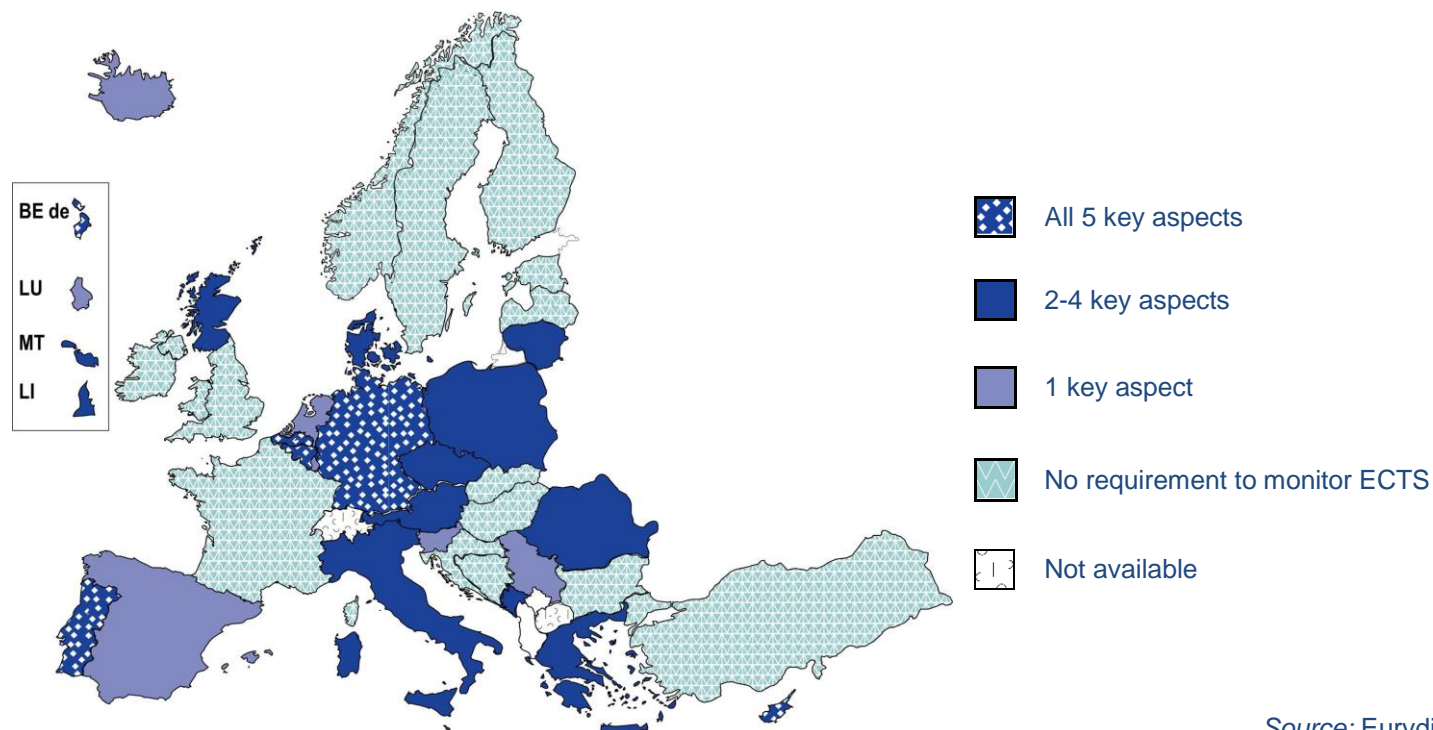 BE de
LU
MT
LI
All 5 key aspects
2-4 key aspects
1 key aspect
No requirement to monitor ECTS
Not available
Source: